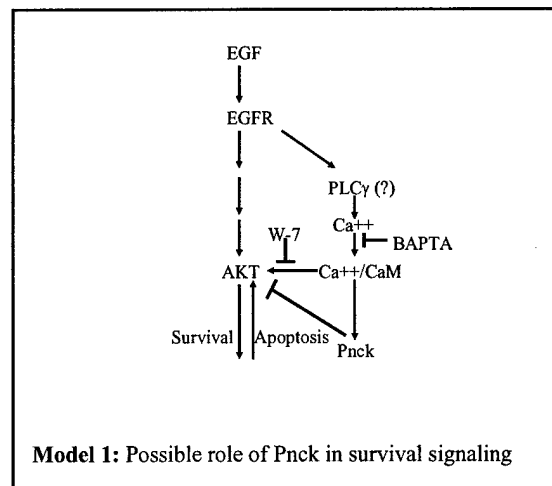 EGF
EGFR
PLCγ (?)
Ca++
W-7
BAPTA
AKT
Ca++/CaM
Survival
Apoptosis
Pnck
Model 1: Possible role of Pnck in survival signaling